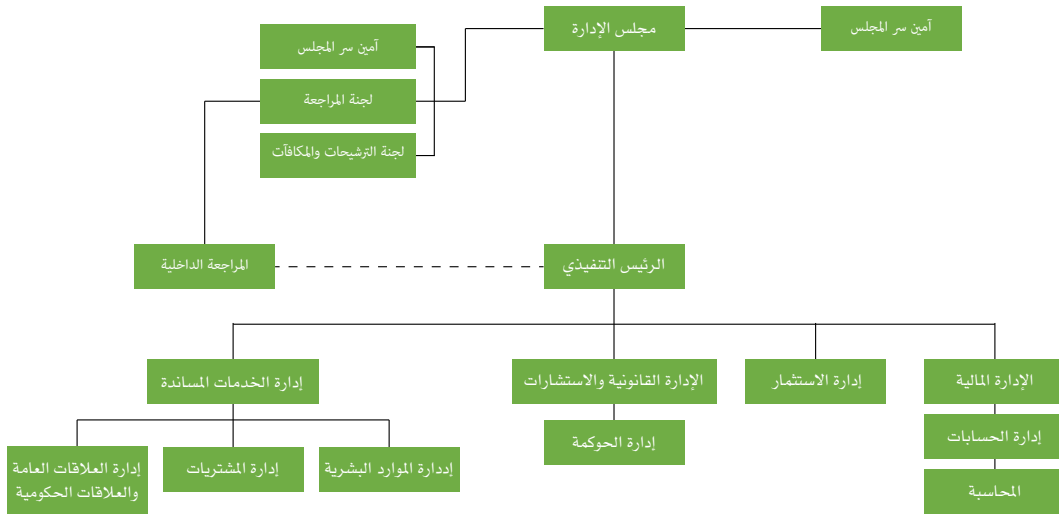 مجلس الإدارة
آمين سر المجلس
آمين سر المجلس
لجنة المراجعة
لجنة الترشيحات والمكافآت
الرئيس التنفيذي
المراجعة الداخلية
الإدارة المالية
إدارة الاستثمار
الإدارة القانونية والاستشارات
إدارة الخدمات المساندة
إدارة الحسابات
المحاسبة
إدارة الحوكمة
إددارة الموارد البشرية
إدارة المشتريات
إدارة العلاقات العامة
والعلاقات الحكومية